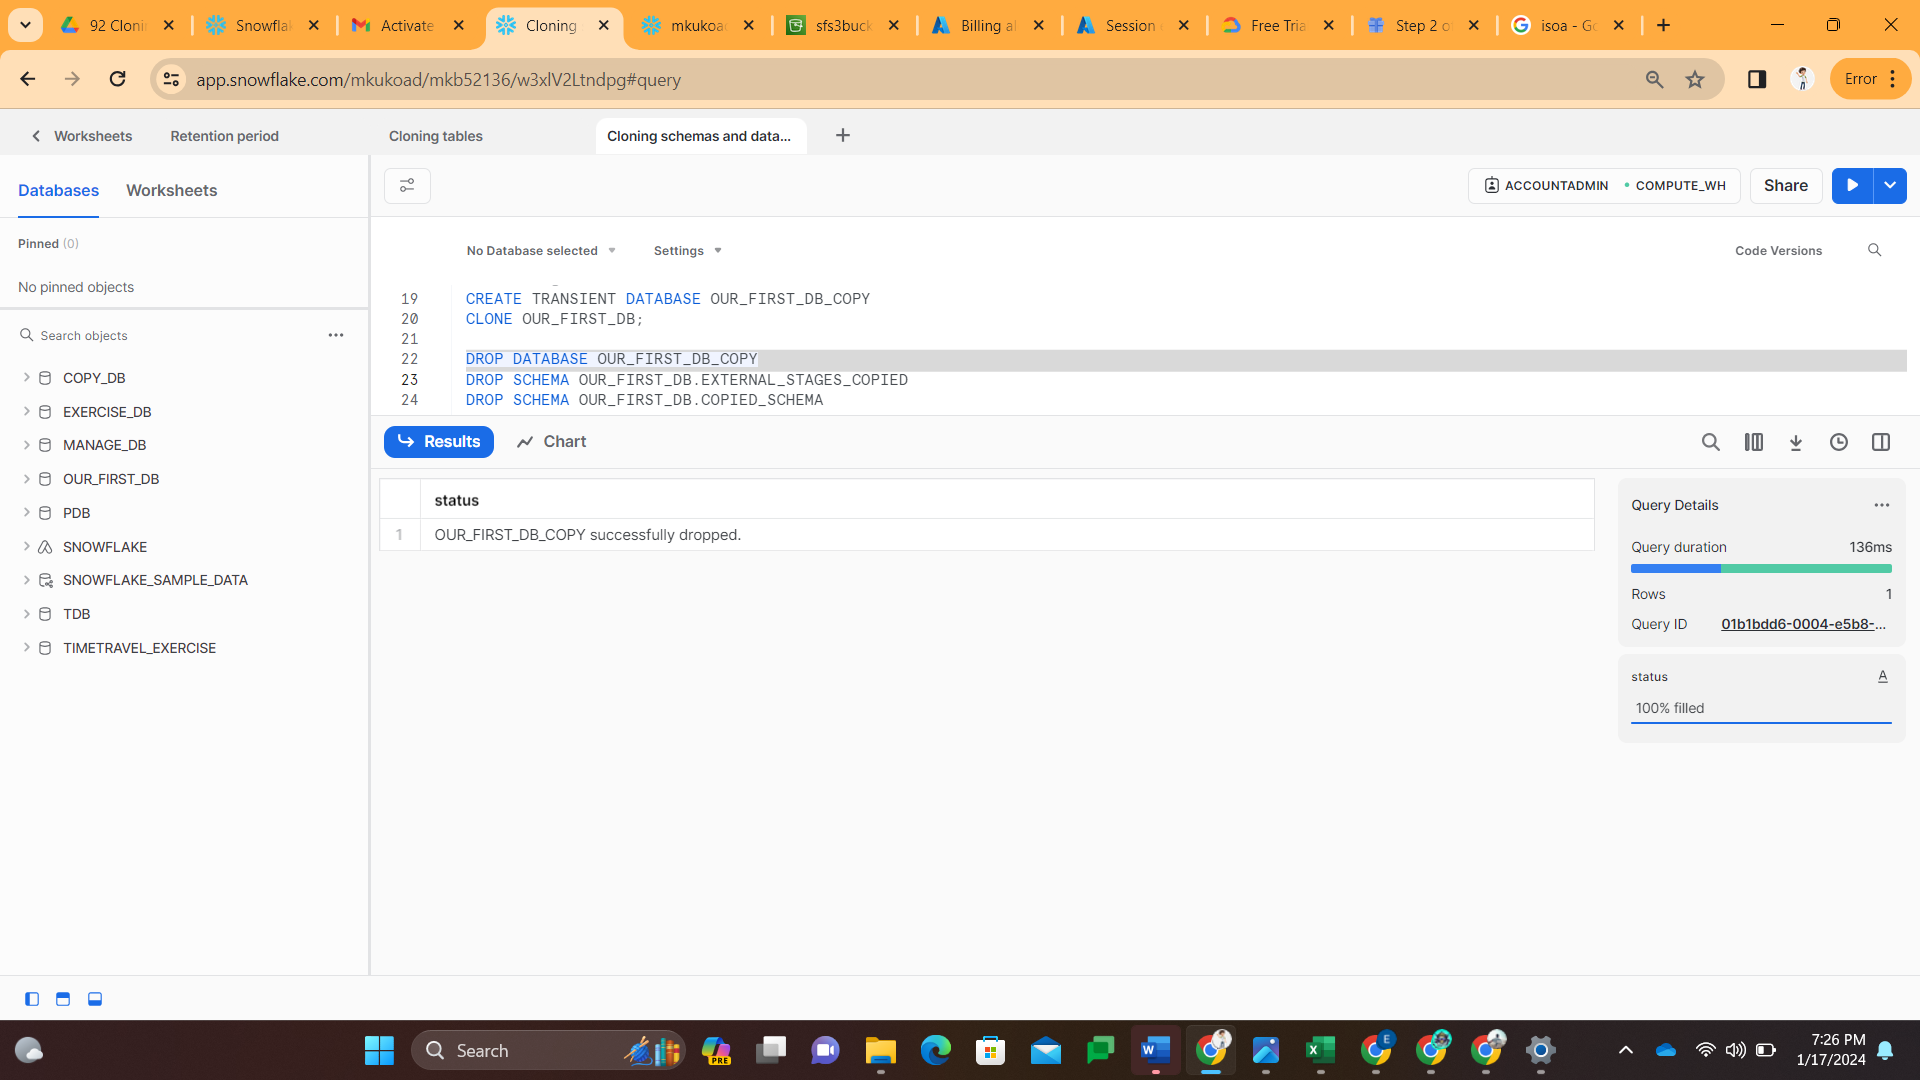 92 Cloni
Snowflak
Activate
Cloning
mkukoad
sfs3buck
Billing al
Session
Free Tria
Step 2 o
isoa - Go
app.snowflake.com/mkukoad/mkb52136/w3xlV2Ltndpg#query
Error
Worksheets
Retention period
Cloning tables
Cloning schemas and data...
Databases
Worksheets
ACCOUNTADMIN
COMPUTE_WH
Share
Pinned (0)
No pinned objects
No Database selected
Settings
Code Versions
Search objects
COPY_DB
EXERCISE_DB
MANAGE_DB
OUR_FIRST_DB
PDB
SNOWFLAKE
SNOWFLAKE_SAMPLE_DATA
TDB
TIMETRAVEL_EXERCISE
19 CREATE TRANSIENT DATABASE OUR_FIRST_DB_COPY
20 CLONE OUR_FIRST_DB;
21
22 DROP DATABASE OUR_FIRST_DB_COPY
23 DROP SCHEMA OUR_FIRST_DB.EXTERNAL_STAGES_COPIED
24 DROP SCHEMA OUR_FIRST_DB.COPIED_SCHEMA
Results
Chart
status
1 OUR_FIRST_DB_COPY successfully dropped.
Query Details
Query duration 136ms
Rows 1
Query ID 01b1bdd6-0004-e5b8-...
status A
100% filled
Search
PRE
E
7:26 PM
1/17/2024